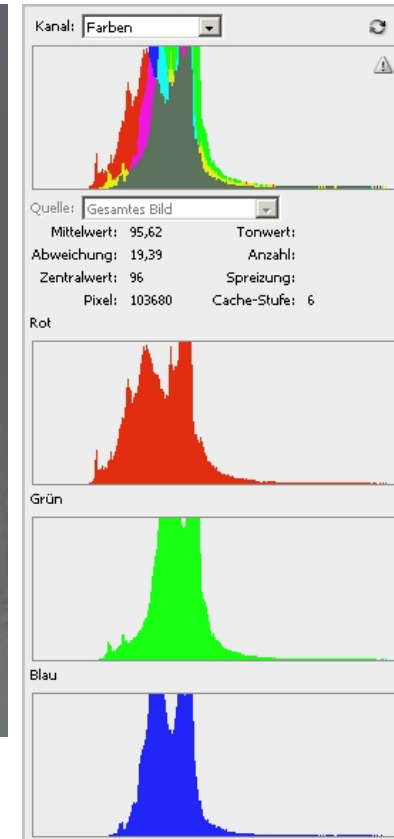 Kanal: Farben
Quelle: Gesamtes Bild
Mittelwert: 95,62 Tonwert:
Abweichung: 19,39 Anzahl:
Zentralwert: 96 Spreizung:
Pixel: 103680 Cache-Stufe: 6
Rot
Grün
Blau